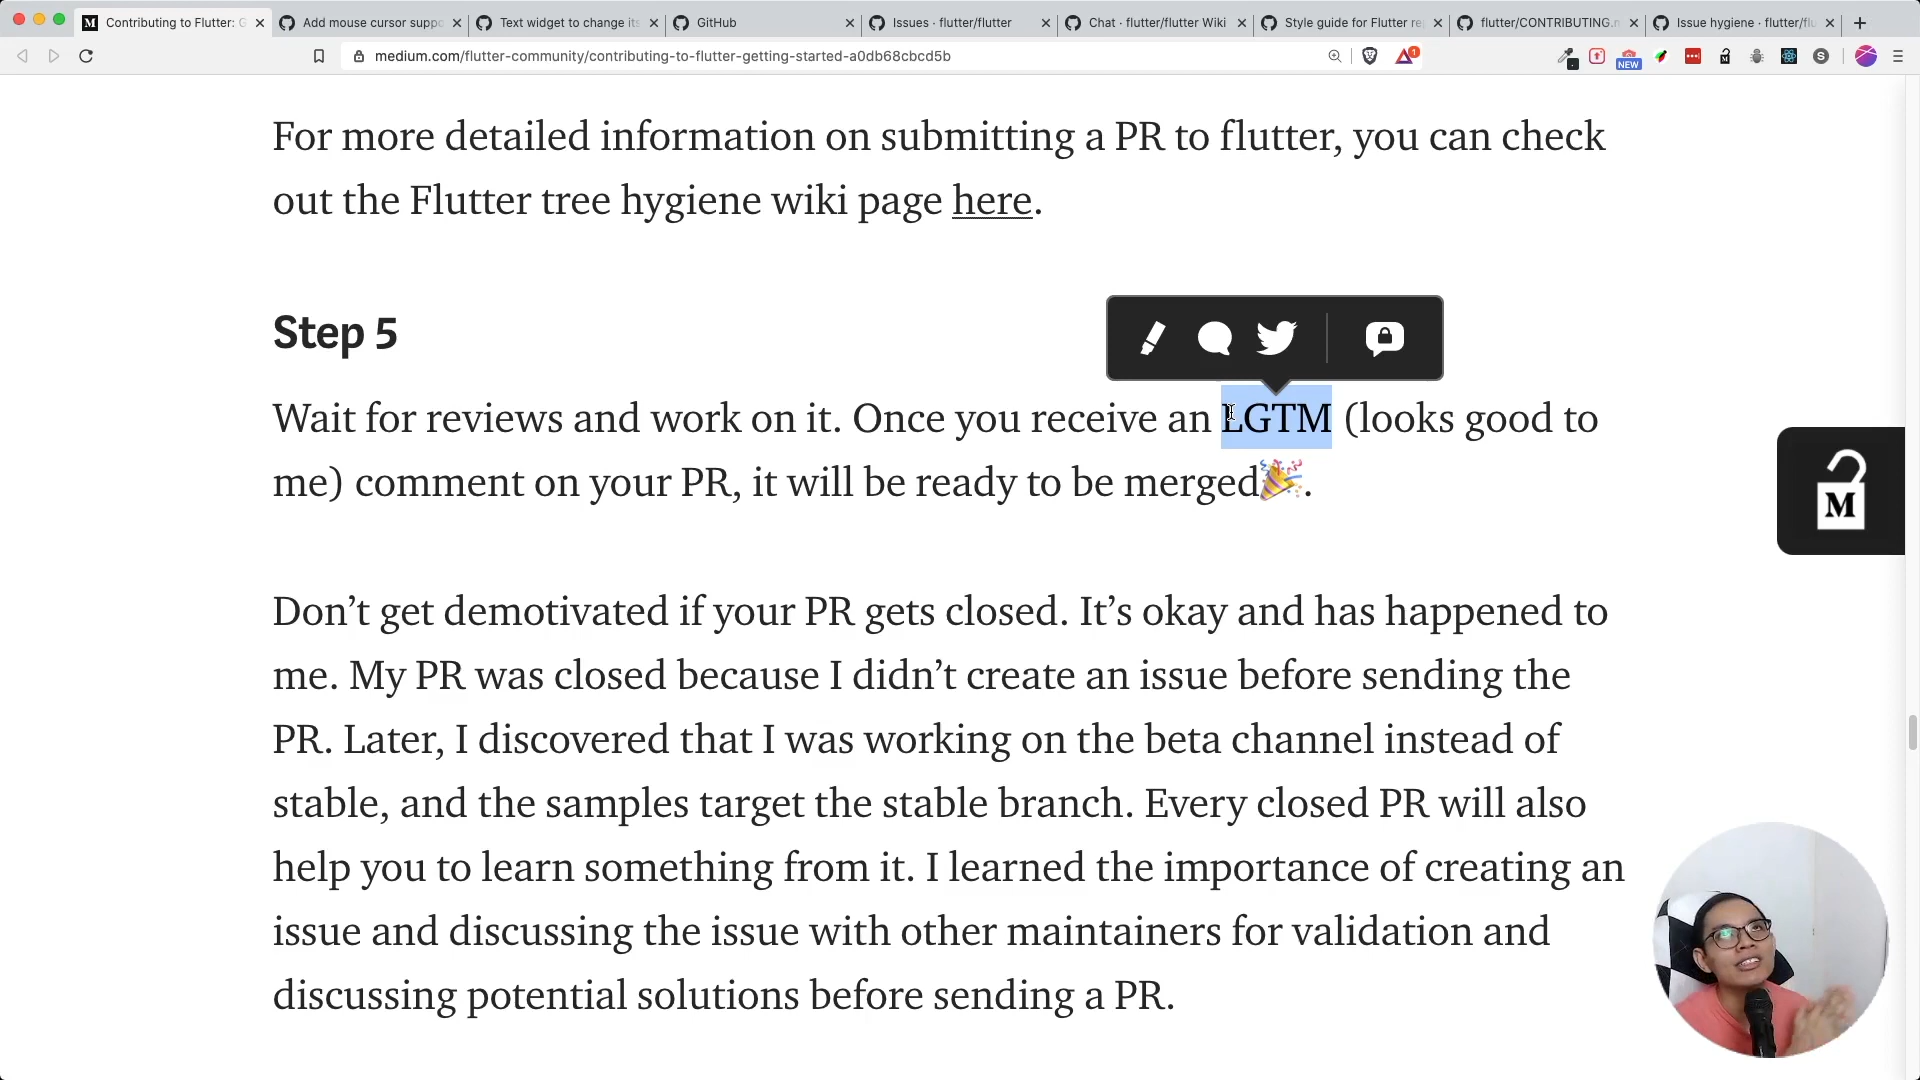 Contributing to Flutter: G
Add mouse cursor suppo
Text widget to change its
GitHub
Issues · flutter/flutter
Chat · flutter/flutter Wiki
Style guide for Flutter re
flutter/CONTRIBUTING.m
Issue hygiene · flutter/flu
medium.com/flutter-community/contributing-to-flutter-getting-started-a0db68cbcd5b
1
NEW
S
For more detailed information on submitting a PR to flutter, you can check
out the Flutter tree hygiene wiki page here.
Step 5
Wait for reviews and work on it. Once you receive an LGTM (looks good to
me) comment on your PR, it will be ready to be merged🎉.
M
Don’t get demotivated if your PR gets closed. It’s okay and has happened to
me. My PR was closed because I didn’t create an issue before sending the
PR. Later, I discovered that I was working on the beta channel instead of
stable, and the samples target the stable branch. Every closed PR will also
help you to learn something from it. I learned the importance of creating an
issue and discussing the issue with other maintainers for validation and
discussing potential solutions before sending a PR.